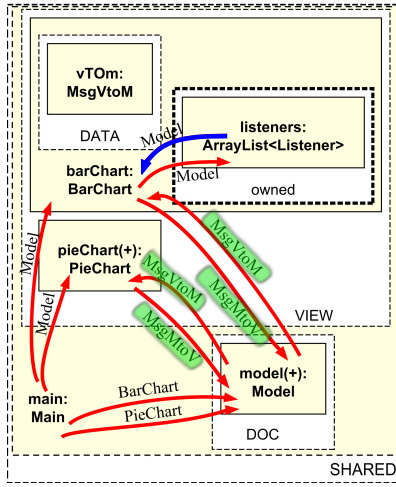 vTOm:
MsgVtoM
DATA
listeners:
ArrayList<Listener>
owned
Model
Model
barChart:
BarChart
pieChart(+):
PieChart
MsgVtoM
MsgMtoV
MsgVtoM
MsgMtoV
VIEW
Model
Model
model(+):
Model
DOC
main:
Main
BarChart
PieChart
SHARED